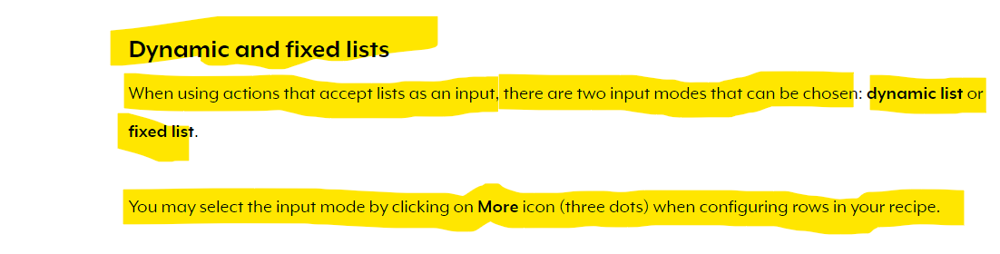 Dynamic and fixed lists
When using actions that accept lists as an input, there are two input modes that can be chosen: dynamic list or
fixed list.
You may select the input mode by clicking on More icon (three dots) when configuring rows in your recipe.